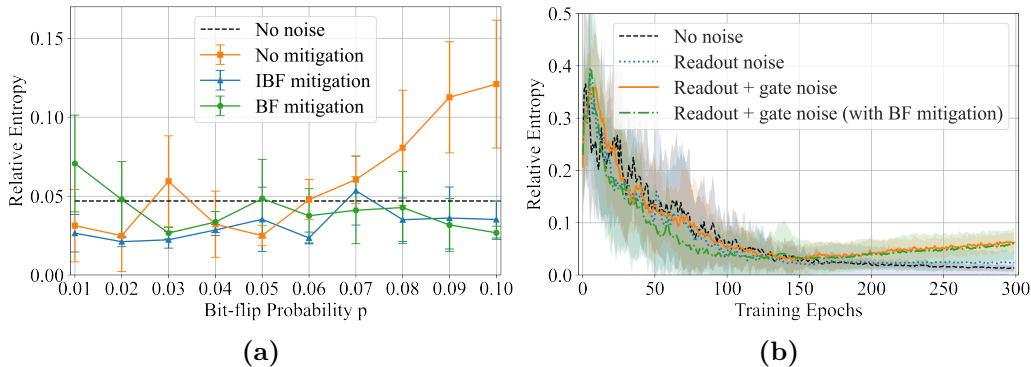 No noise
No mitigation
IBF mitigation
BF mitigation
0.15
0.10
0.05
0.00
Relative Entropy
0.01 0.02 0.03 0.04 0.05 0.06 0.07 0.08 0.09 0.10
Bit-flip Probability p
(a)
No noise
Readout noise
Readout + gate noise
Readout + gate noise (with BF mitigation)
0.5
0.4
0.3
0.2
0.1
0.0
Relative Entropy
0 50 100 150 200 250 300
Training Epochs
(b)